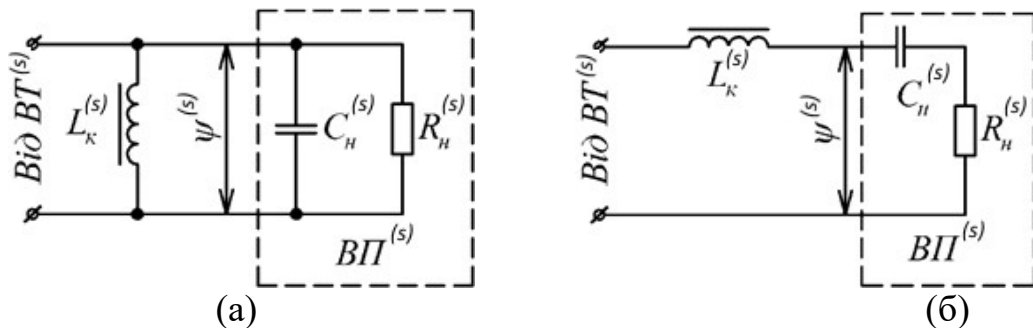 Від ВТ^(s)
L_к^(s)
ψ^(s)
C_н^(s)
R_н^(s)
ВП^(s)
(а)
Від ВТ^(s)
L_к^(s)
ψ^(s)
C_н^(s)
R_н^(s)
ВП^(s)
(б)